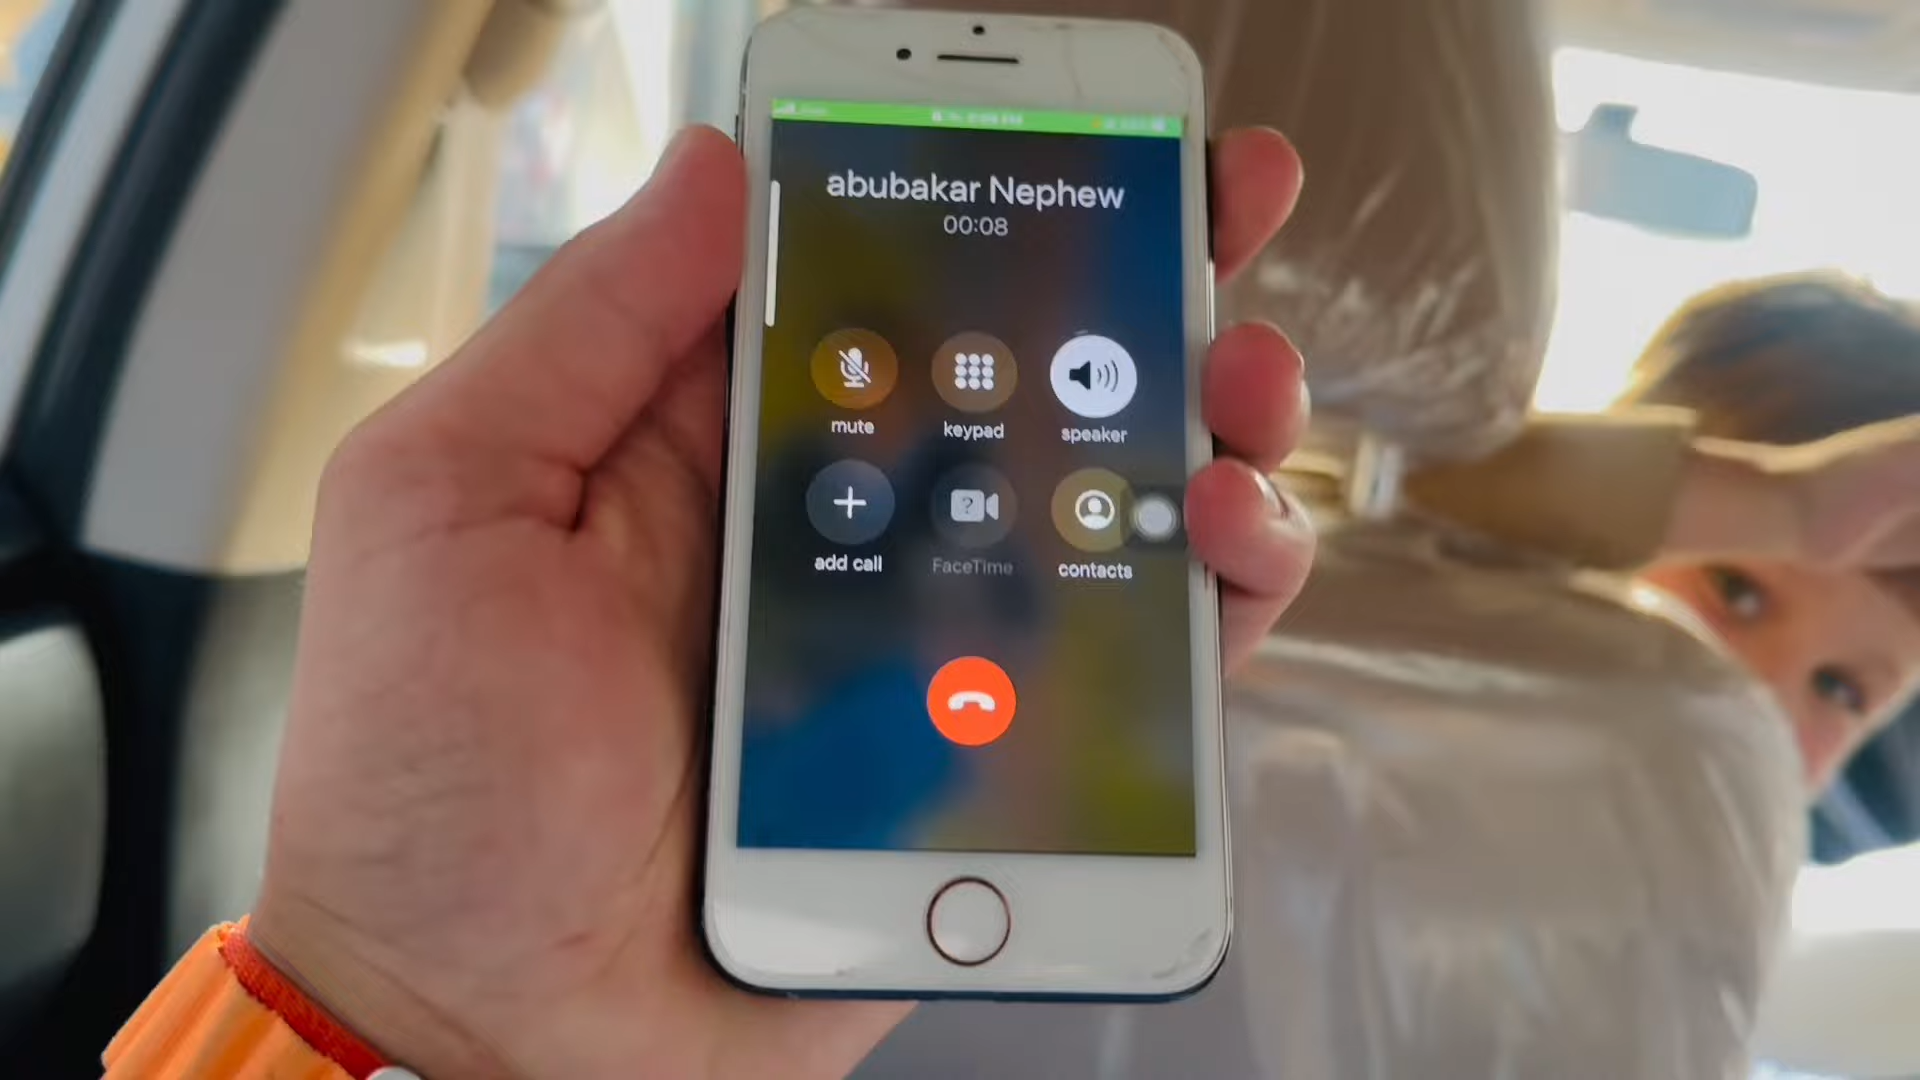 abubakar Nephew
00:08
mute keypad speaker
add call FaceTime contacts